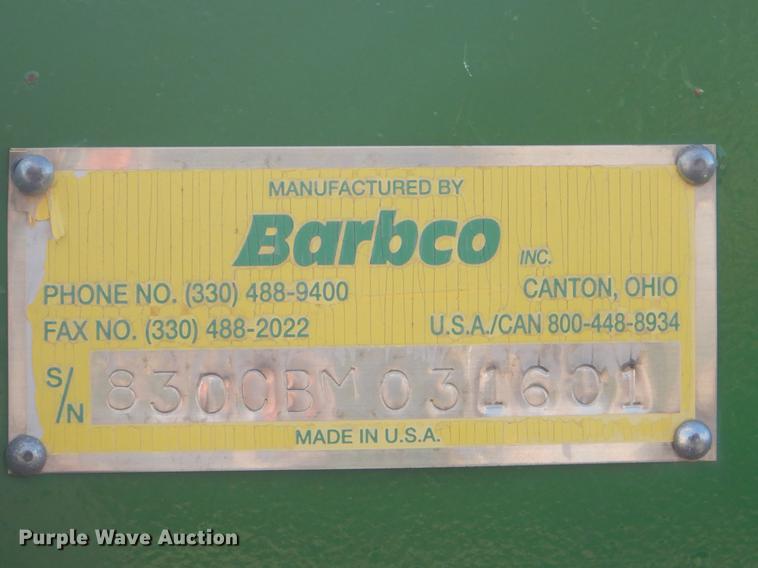 MANUFACTURED BY
Barbco INC.
PHONE NO. (330) 488-9400 CANTON, OHIO
FAX NO. (330) 488-2022 U.S.A./CAN 800-448-8934
S/N 8300BM031601
MADE IN U.S.A.
Purple Wave Auction